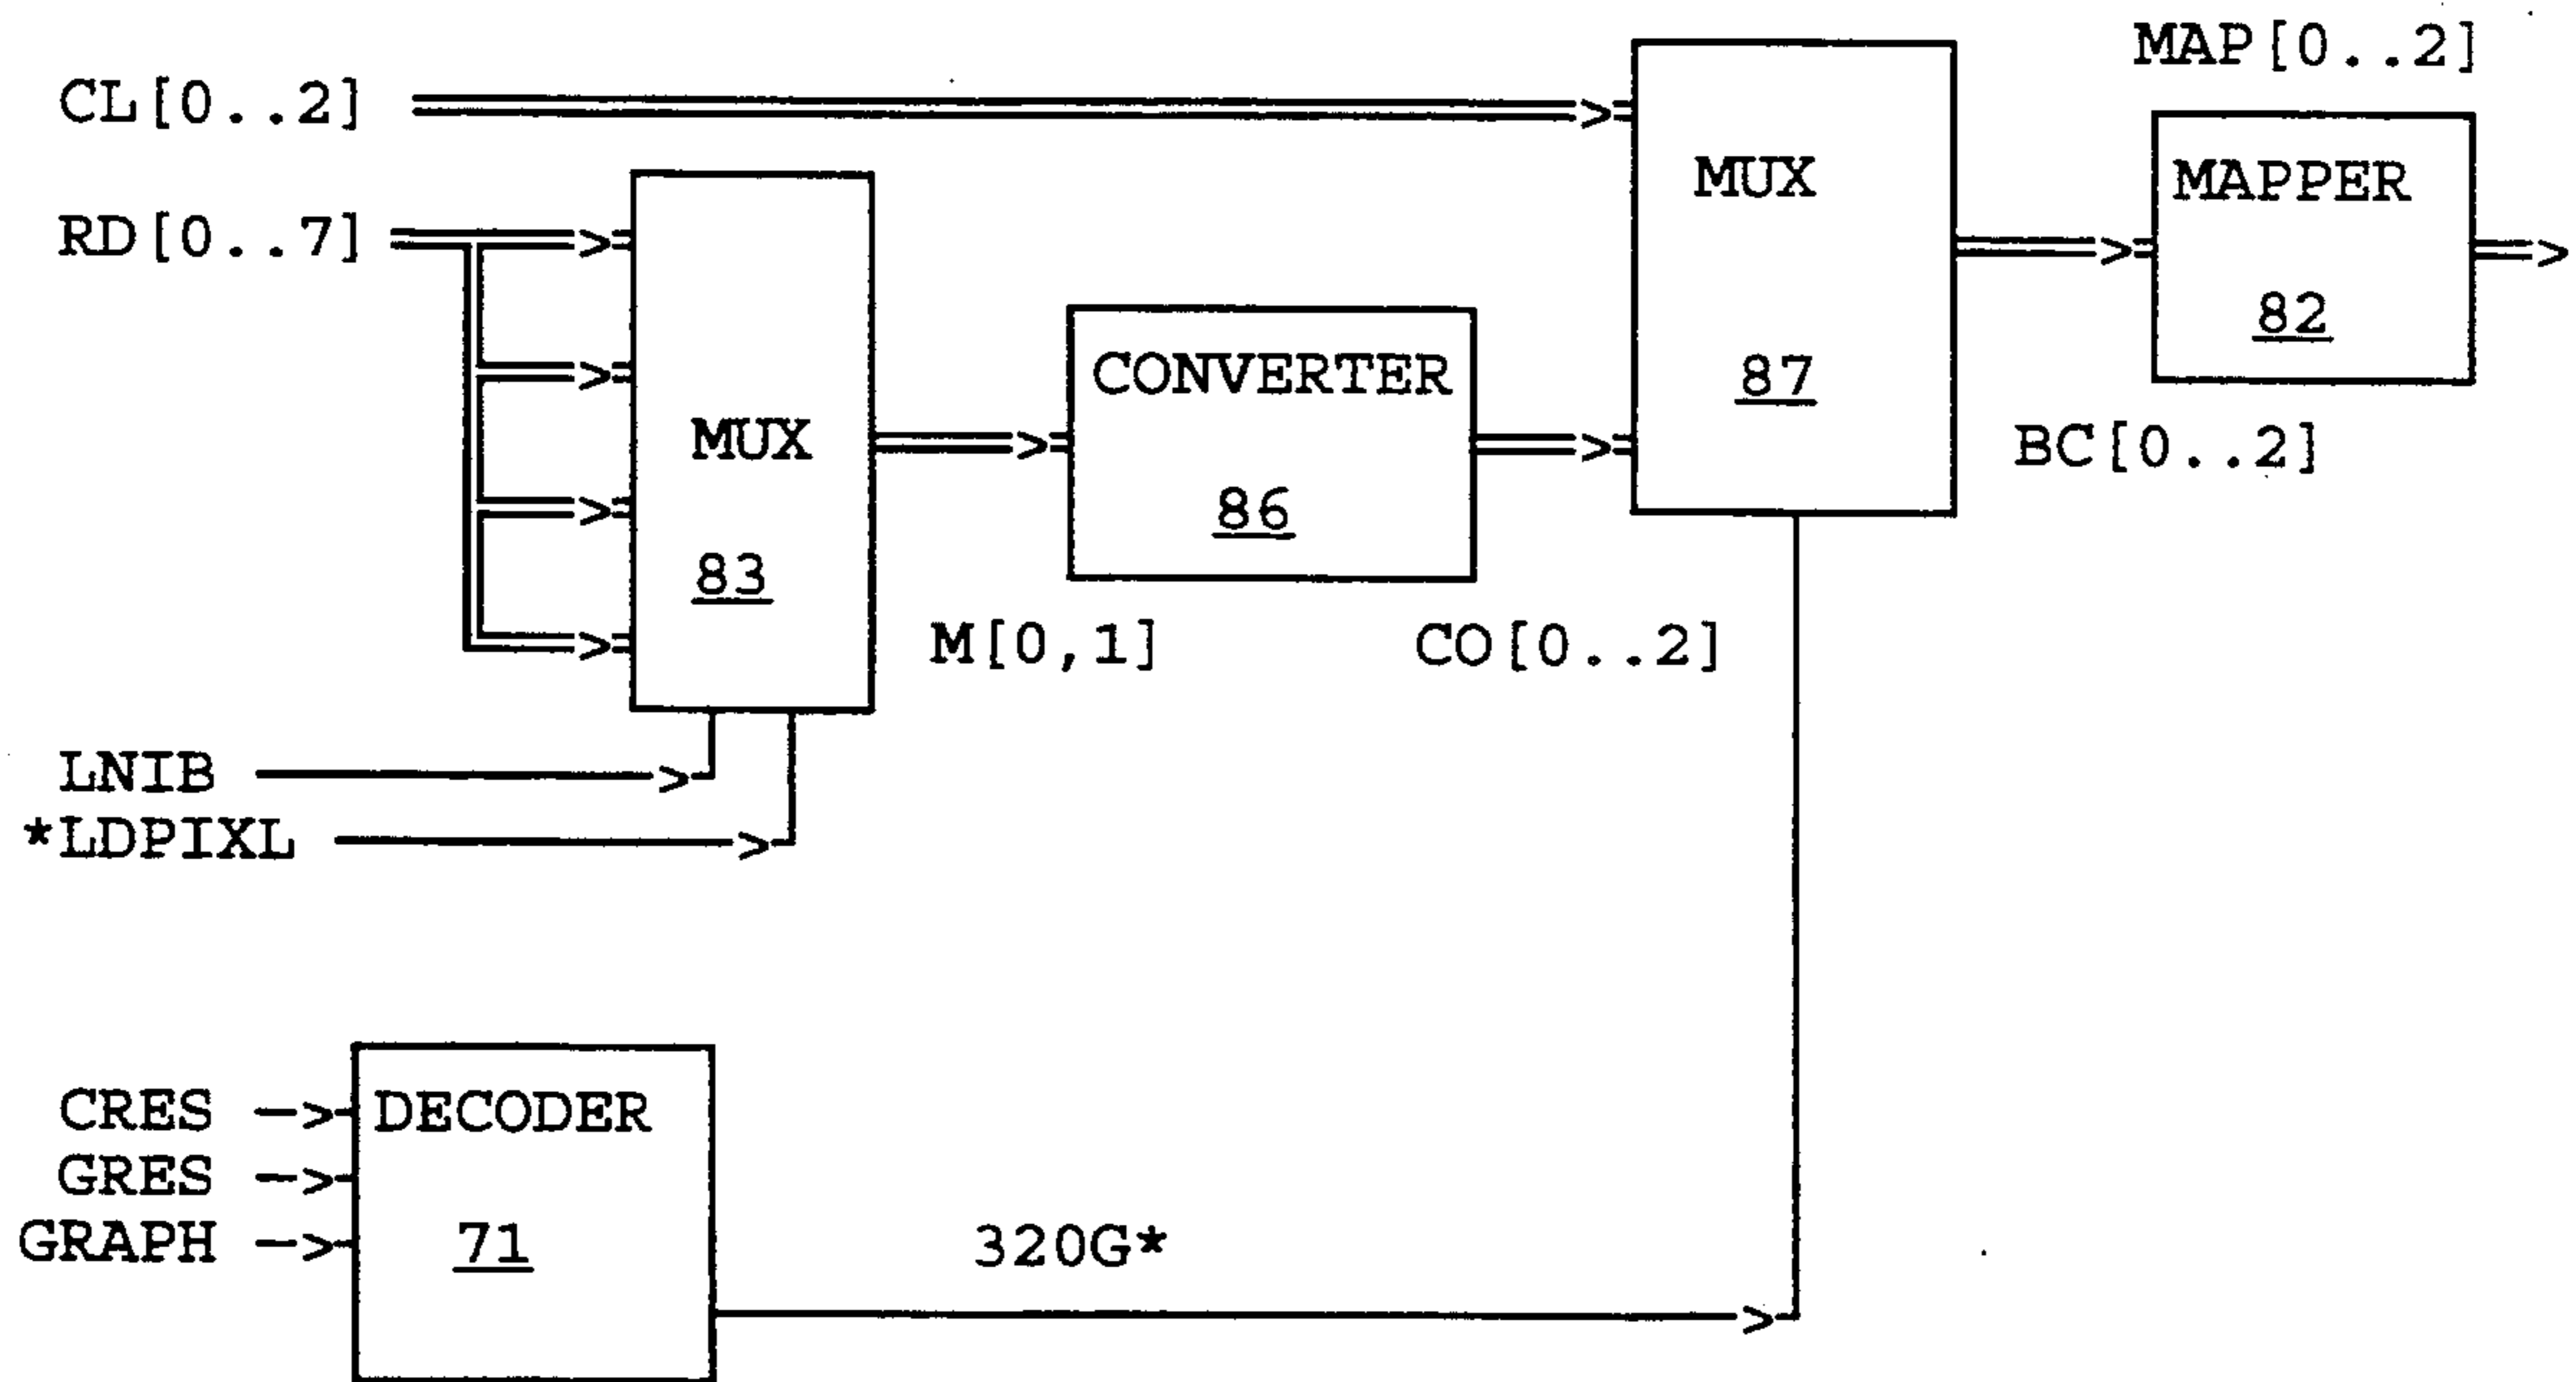 MAP[0..2]
CL[0..2]
MUX
87
MAPPER
82
RD[0..7]
MUX
83
CONVERTER
86
BC[0..2]
M[0,1]
CO[0..2]
LNIB
*LDPIXL
CRES
GRES
GRAPH
DECODER
71
320G*